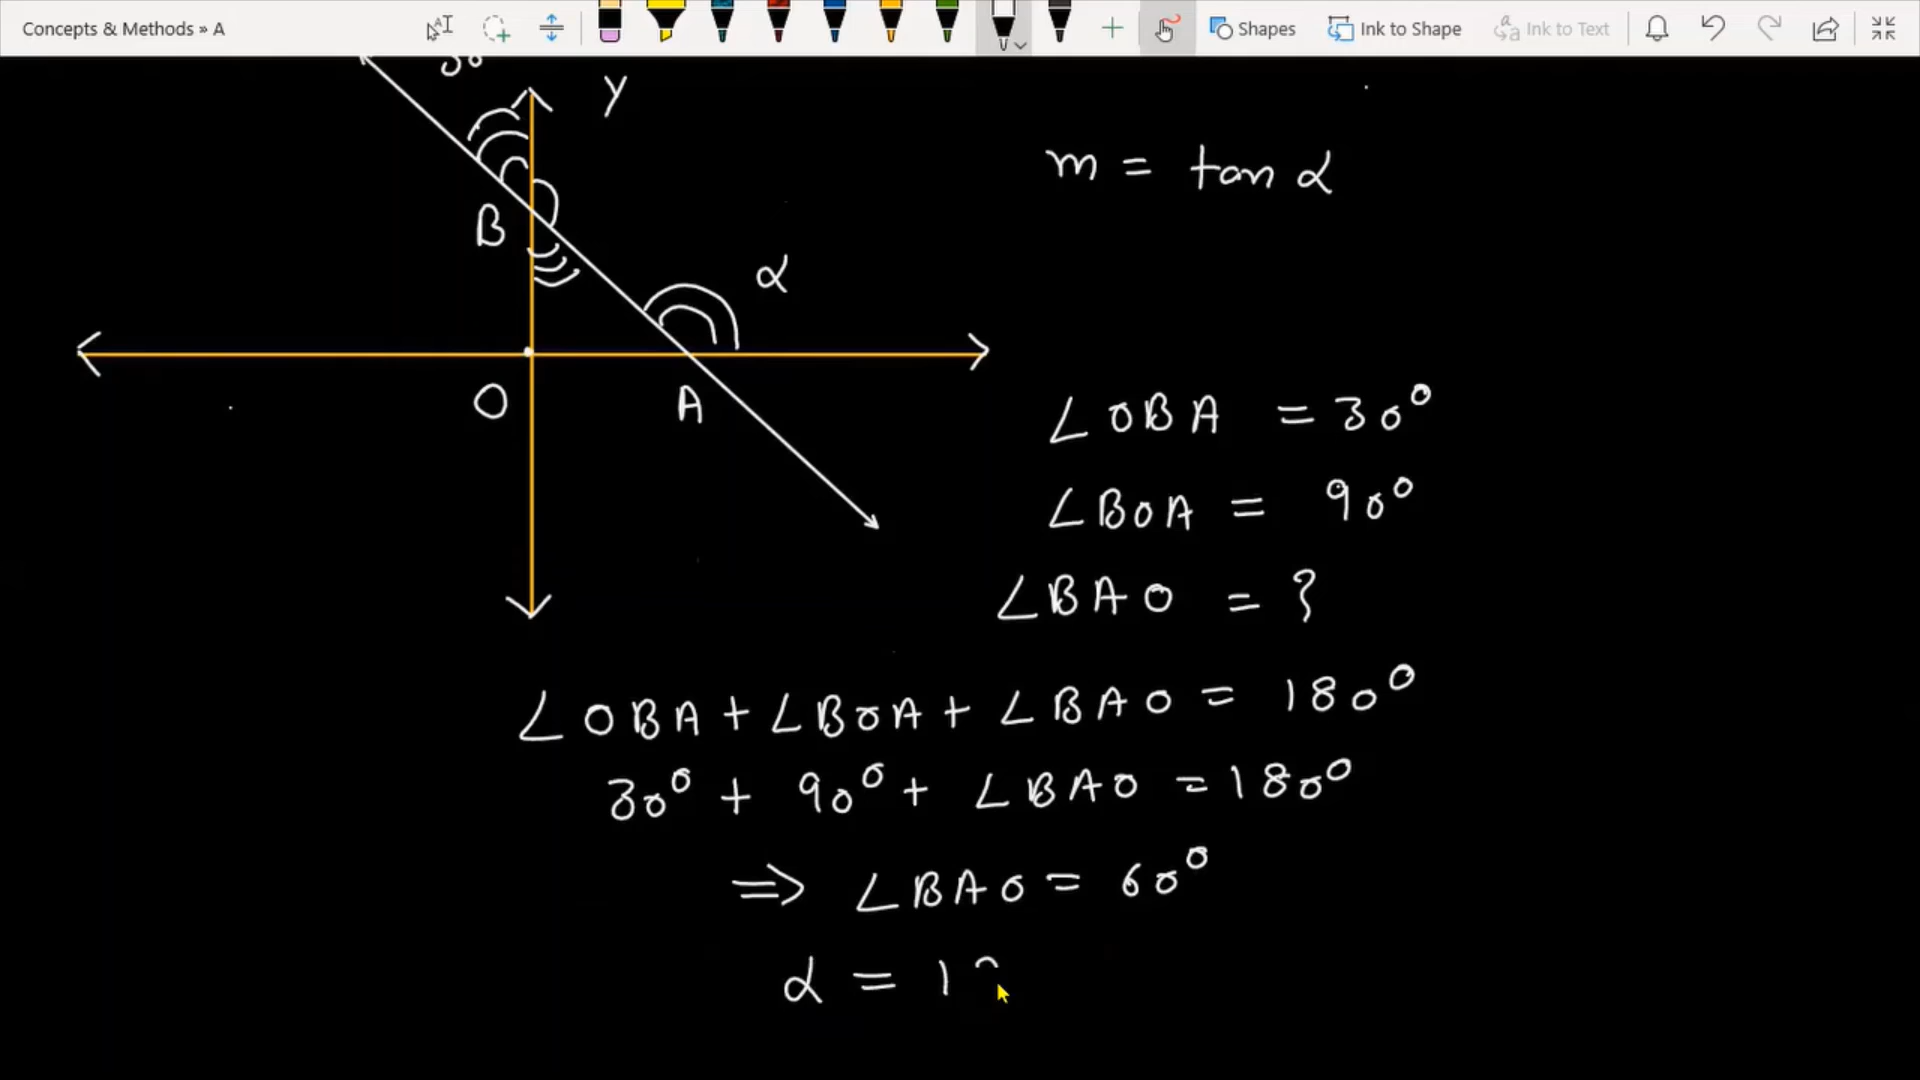 Concepts & Methods » A
Shapes
Ink to Shape
Ink to Text
y
m = tan α
B
α
O
A
∠OBA = 30°
∠BOA = 90°
∠BAO = ?
∠OBA + ∠BOA + ∠BAO = 180°
30° + 90° + ∠BAO = 180°
⇒ ∠BAO = 60°
α = 1